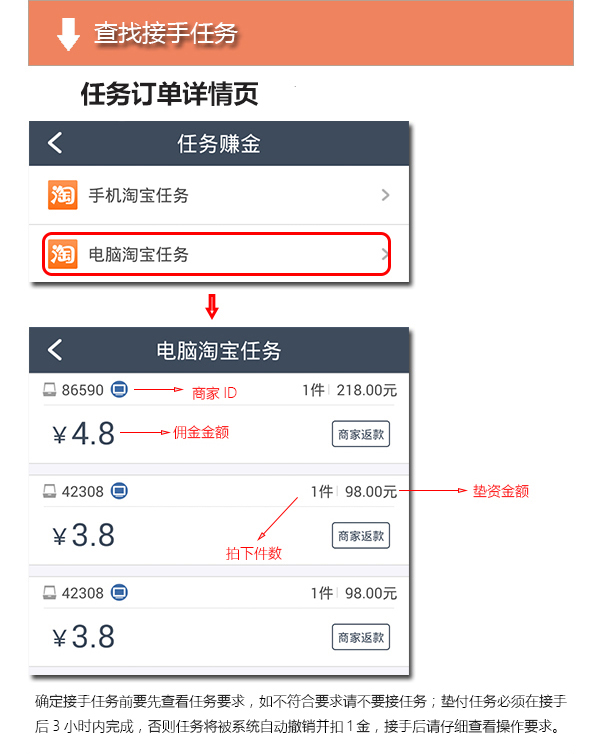 查找接手任务
任务订单详情页
任务赚金
淘 手机淘宝任务
淘 电脑淘宝任务
电脑淘宝任务
86590 商家 ID 1件 218.00元
¥4.8 佣金金额 商家返款
42308 1件 98.00元 垫资金额
¥3.8 商家返款
拍下件数
42308 1件 98.00元
¥3.8 商家返款
确定接手任务前要先查看任务要求，如不符合要求请不要接任务；垫付任务必须在接手
后 3 小时内完成，否则任务将被系统自动撤销并扣 1 金，接手后请仔细查看操作要求。